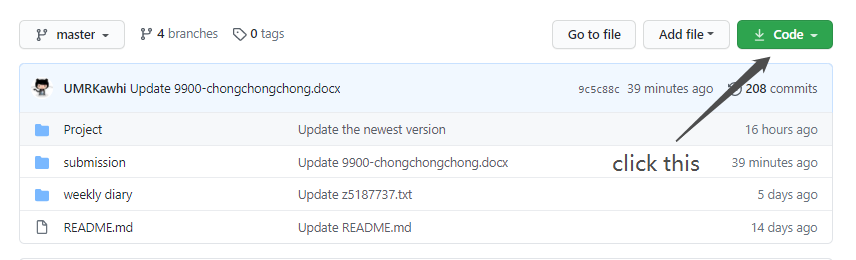 master 4 branches 0 tags Go to file Add file Code
UMRKawhi Update 9900-chongchongchong.docx 9c5c88c 39 minutes ago 208 commits
Project Update the newest version 16 hours ago
submission Update 9900-chongchongchong.docx 39 minutes ago
click this
weekly diary Update z5187737.txt 5 days ago
README.md Update README.md 14 days ago